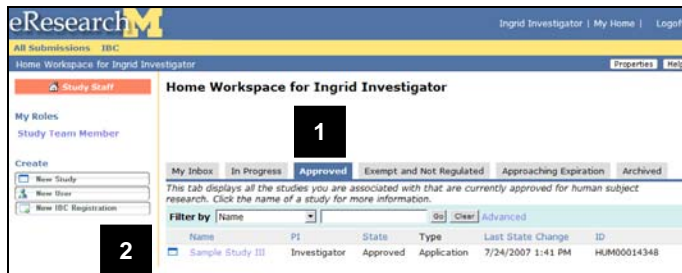 eResearchM
Ingrid Investigator | My Home | Logoff
All Submissions IBC
Home Workspace for Ingrid Investigator
Properties Help
Study Staff
Home Workspace for Ingrid Investigator
My Roles
Study Team Member
1
Create
New Study
New User
New IBC Registration
2
My Inbox In Progress Approved Exempt and Not Regulated Approaching Expiration Archived
This tab displays all the studies you are associated with that are currently approved for human subject
research. Click the name of a study for more information.
Filter by Name Go Clear Advanced
Name PI State Type Last State Change ID
Sample Study III Investigator Approved Application 7/24/2007 1:41 PM HUM00014348